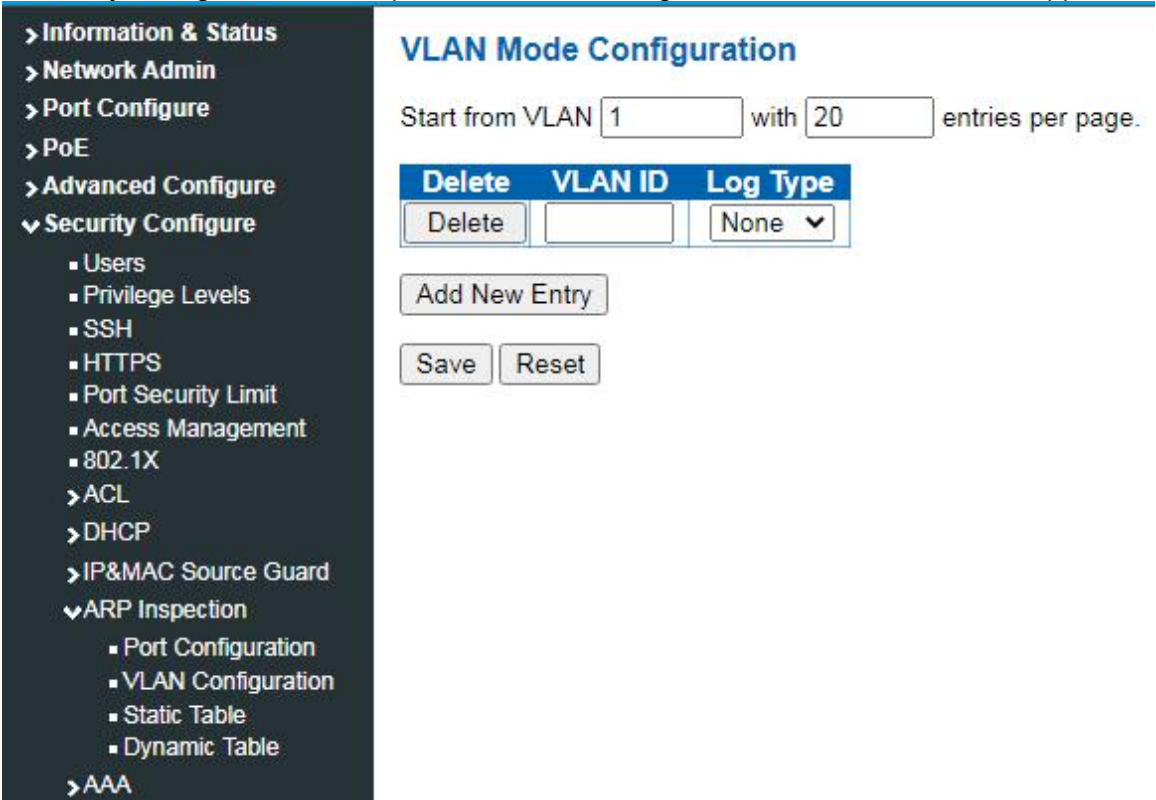 Information & Status
Network Admin
Port Configure
PoE
Advanced Configure
Security Configure
Users
Privilege Levels
SSH
HTTPS
Port Security Limit
Access Management
802.1X
ACL
DHCP
IP&MAC Source Guard
ARP Inspection
Port Configuration
VLAN Configuration
Static Table
Dynamic Table
AAA
VLAN Mode Configuration
Start from VLAN 1 with 20 entries per page.
Delete VLAN ID Log Type
Delete None
Add New Entry
Save Reset